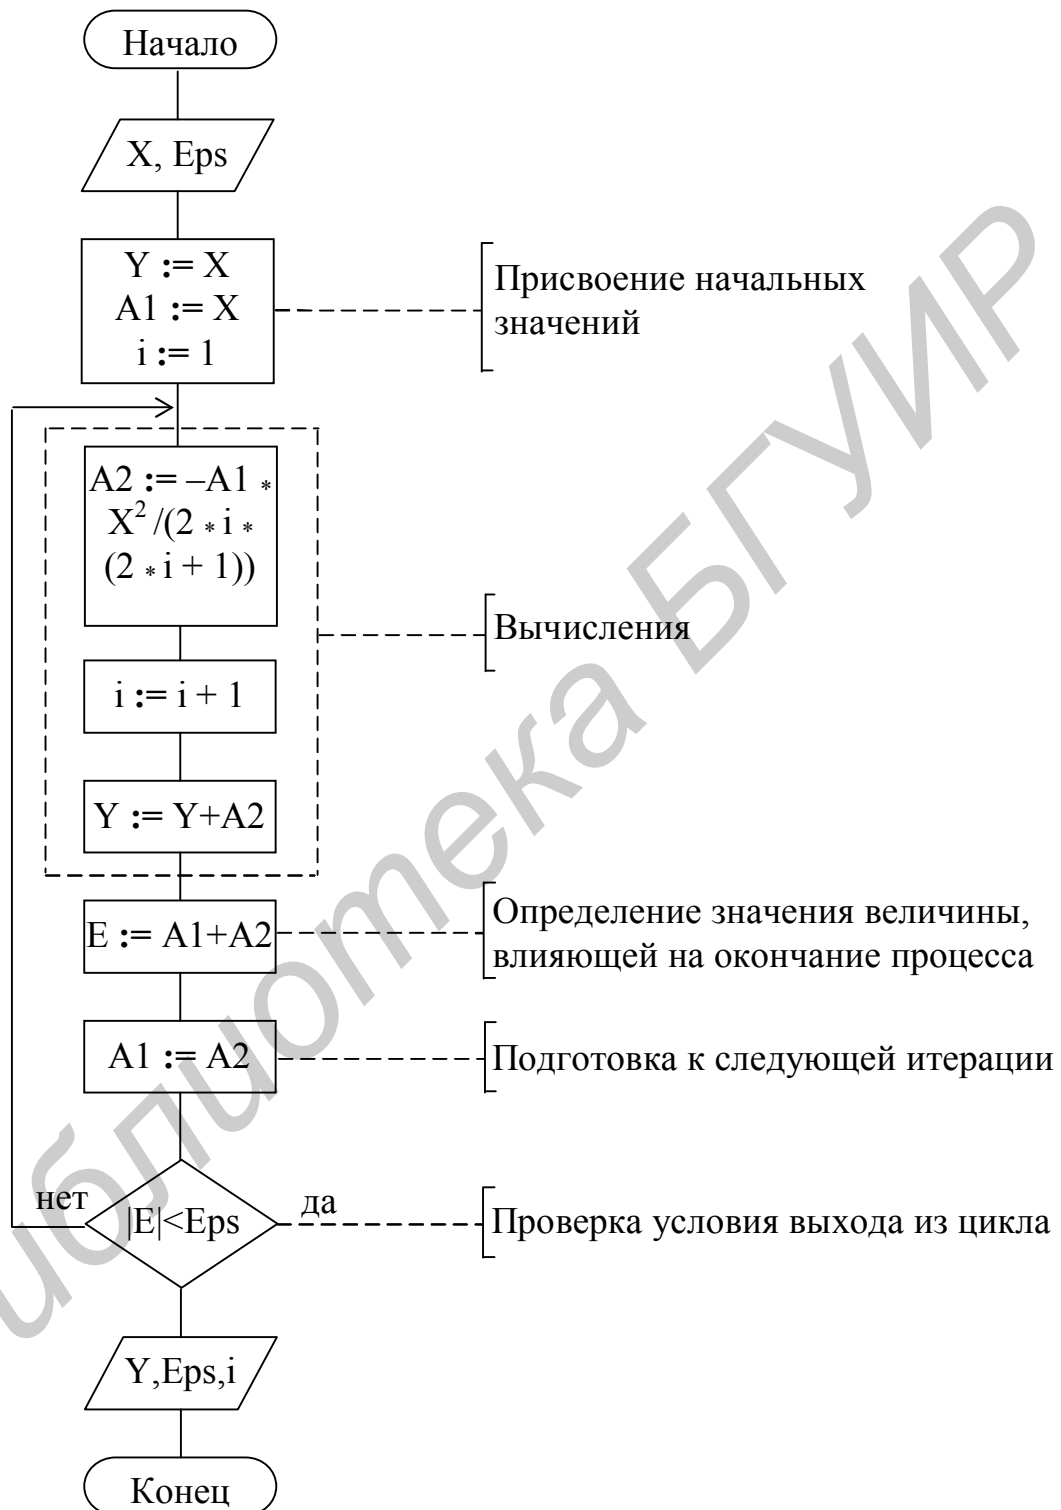 Начало
X, Eps
Y := X
A1 := X
i := 1
Присвоение начальных
значений
A2 := –A1 *
X² /(2 * i *
(2 * i + 1))
i := i + 1
Y := Y+A2
Вычисления
E := A1+A2
Определение значения величины,
влияющей на окончание процесса
A1 := A2
Подготовка к следующей итерации
нет
|E|<Eps
да
Проверка условия выхода из цикла
Y,Eps,i
Конец
иблиотека БГУИР